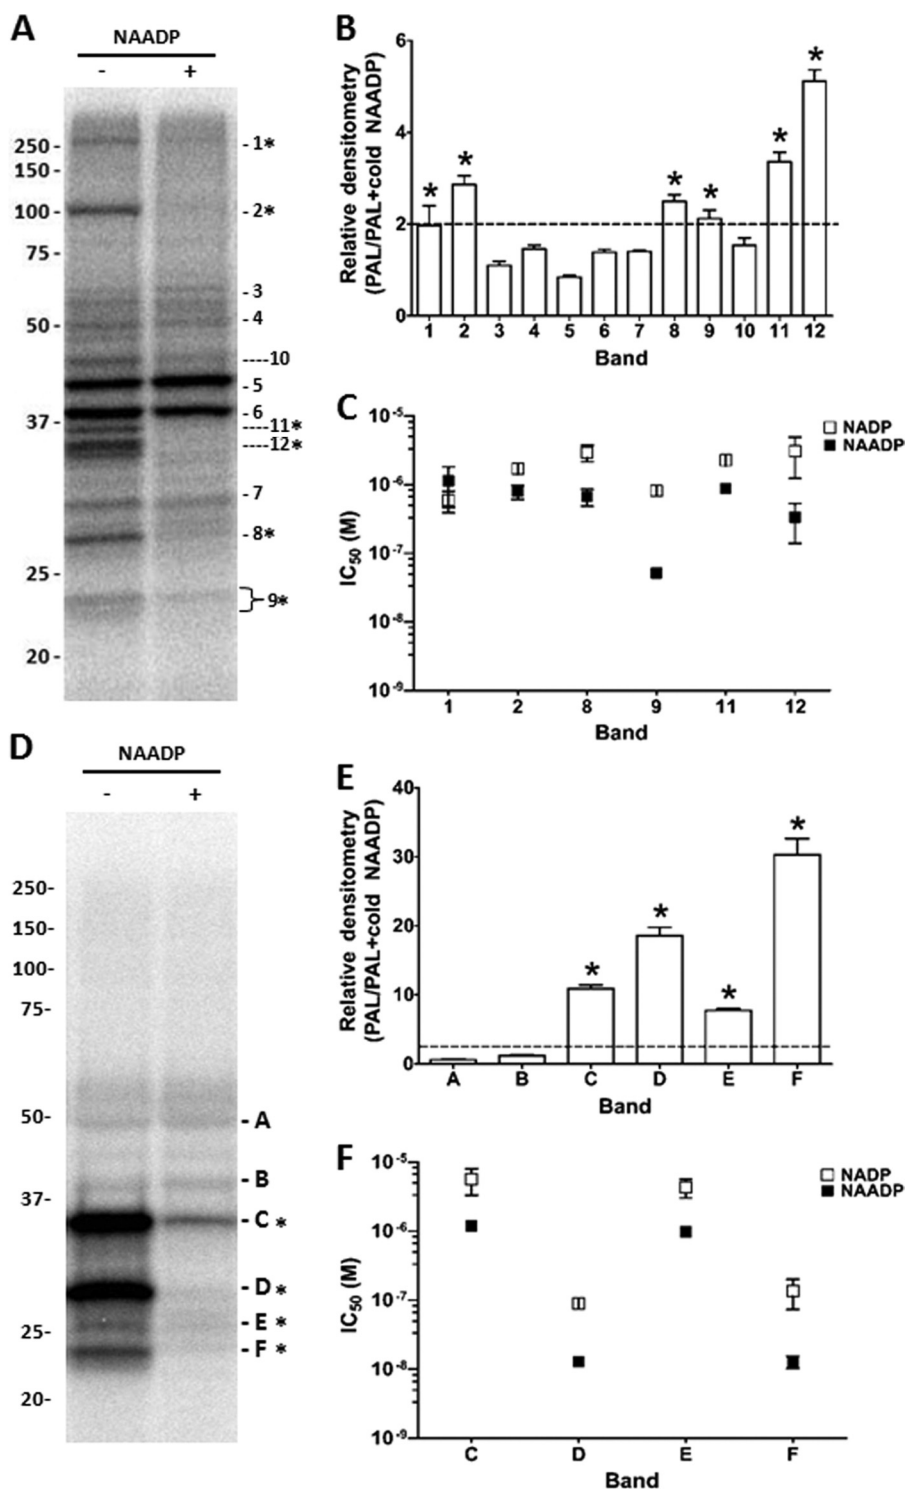 A
NAADP
- +
250-
150-
100-
75-
50-
37-
25-
20-
-1*
-2*
-3
-4
----10
-5
-6
----11*
----12*
-7
-8*
9*
B
Relative densitometry
(PAL/PAL+cold NAADP)
6
4
2
0
* * * * * *
1 2 3 4 5 6 7 8 9 10 11 12
Band
C
IC50 (M)
10-5
10-6
10-7
10-8
10-9
NADP
NAADP
1 2 8 9 11 12
Band
D
NAADP
- +
250-
150-
100-
75-
50-
37-
25-
20-
-A
-B
-C *
-D *
-E *
-F *
E
Relative densitometry
(PAL/PAL+cold NAADP)
40
30
20
10
0
* * * *
A B C D E F
Band
F
IC50 (M)
10-5
10-6
10-7
10-8
10-9
NADP
NAADP
C D E F
Band